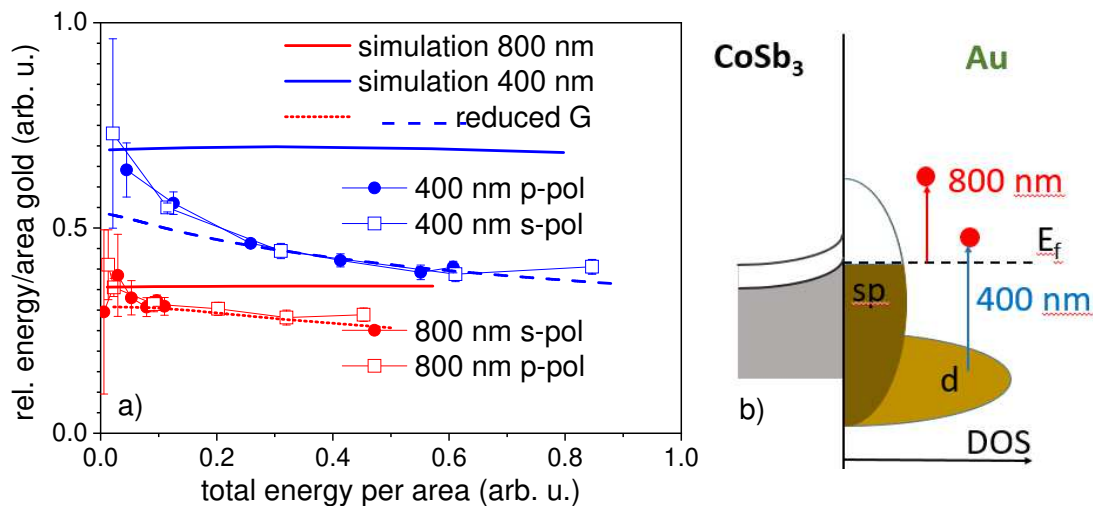 rel. energy/area gold (arb. u.)
1.0
0.5
0.0
simulation 800 nm
simulation 400 nm
reduced G
400 nm p-pol
400 nm s-pol
800 nm s-pol
800 nm p-pol
a)
0.0 0.2 0.4 0.6 0.8 1.0
total energy per area (arb. u.)
CoSb3
Au
800 nm
Ef
sp
400 nm
d
b)
DOS